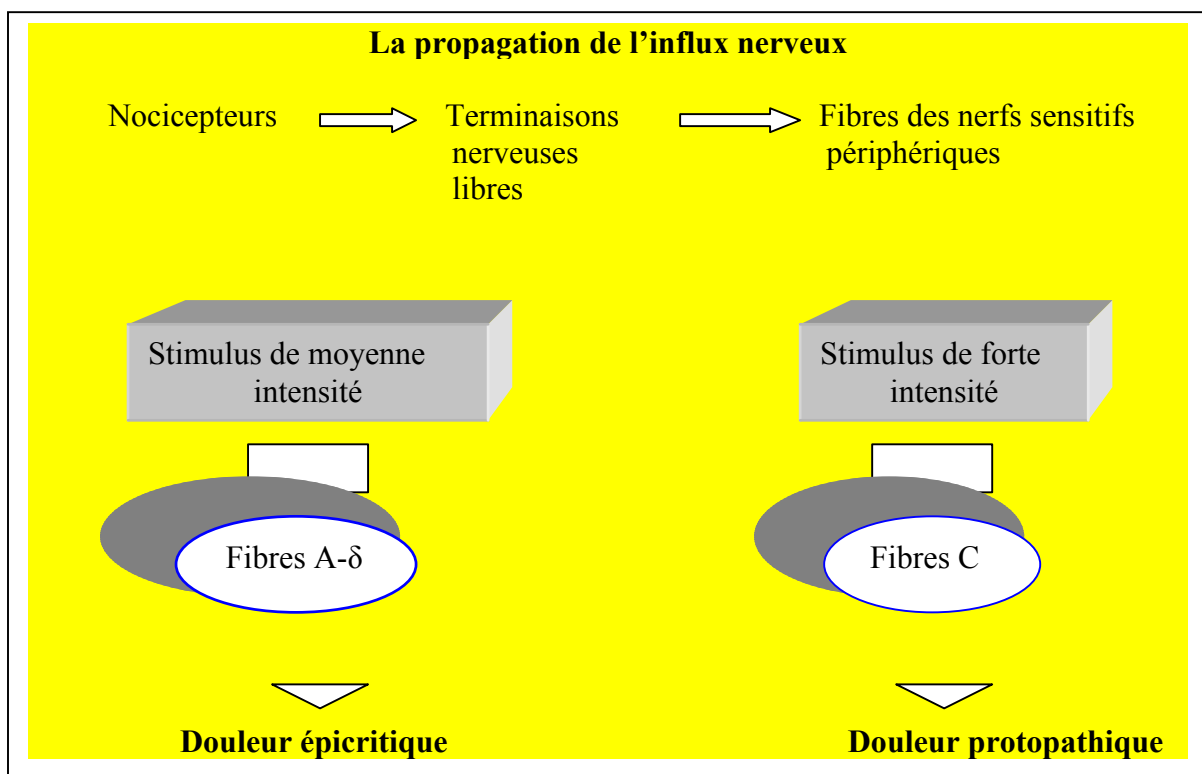 La propagation de l’influx nerveux
Nocicepteurs Terminaisons Fibres des nerfs sensitifs
nerveuses périphériques
libres
Stimulus de moyenne
intensité
Stimulus de forte
intensité
Fibres A-δ
Fibres C
Douleur épicritique
Douleur protopathique